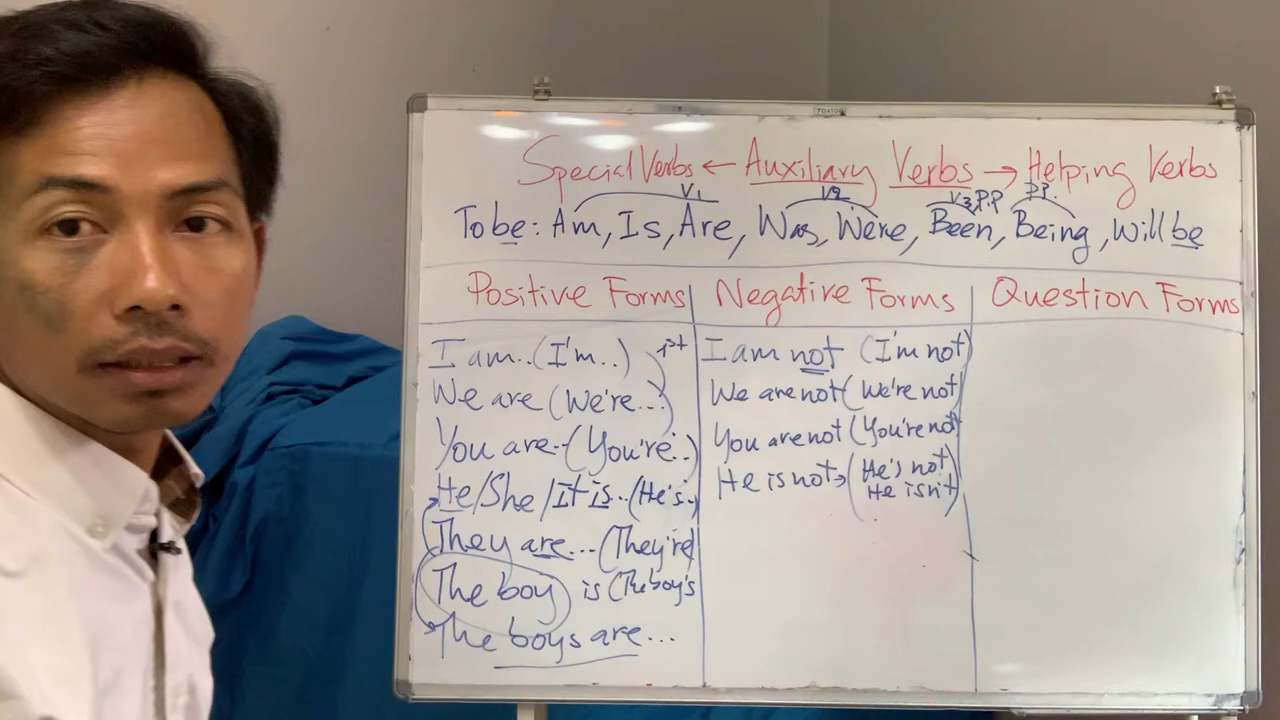 Special Verbs ← Auxiliary Verbs → Helping Verbs
V1 V2 V3, P.P P.P.
To be: Am, Is, Are, Was, Were, Been, Being, Will be
Positive Forms Negative Forms Question Forms
I am.. (I'm..) 1st I am not (I'm not)
We are (We're... We are not (We're not)
You are.. (You're..) You are not (You're not)
He/She/It is.. (He's.. He is not → (He's not
He isn't)
They are... (They're)
The boy is (The boy's
The boys are...